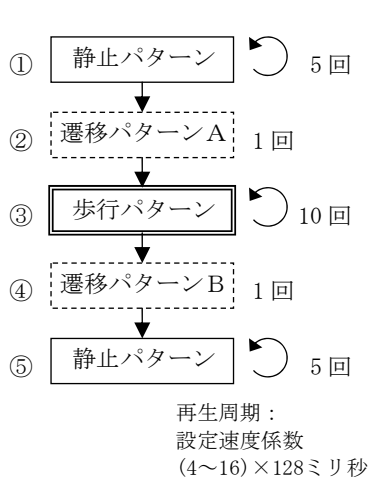 ① 静止パターン 5回
② 遷移パターンA 1回
③ 歩行パターン 10回
④ 遷移パターンB 1回
⑤ 静止パターン 5回
再生周期：
設定速度係数
(4～16)×128ミリ秒